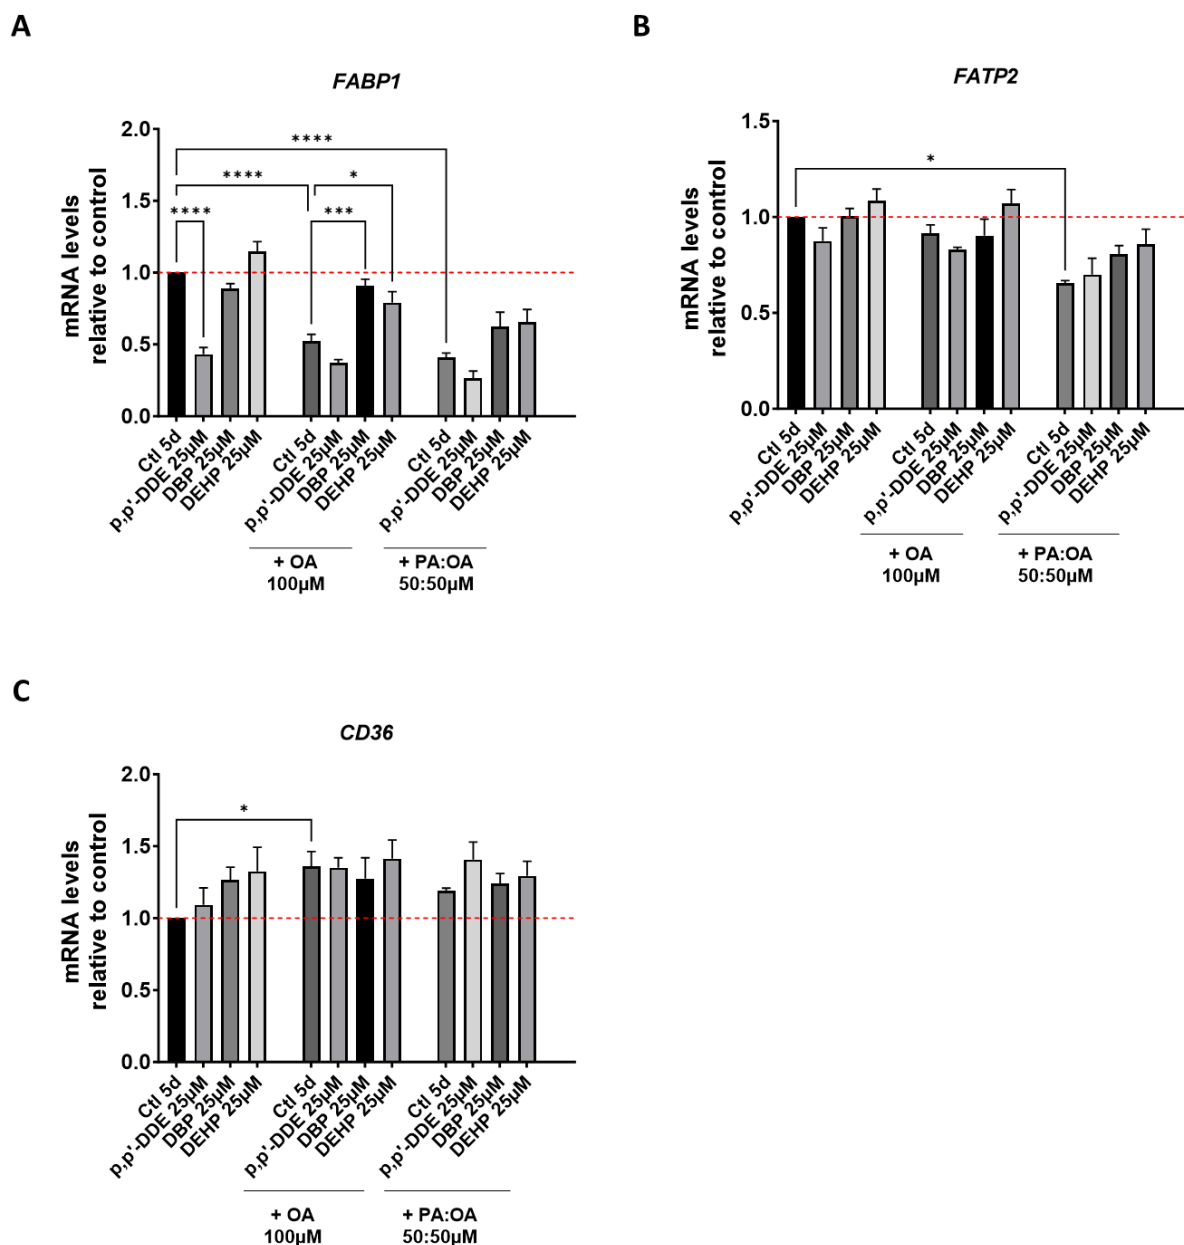 A
FABP1
mRNA levels
relative to control
2.0
1.5
1.0
0.5
0.0
****
****
*
****
***
Ctl 5d
p,p'-DDE 25µM
DBP 25µM
DEHP 25µM
Ctl 5d
p,p'-DDE 25µM
DBP 25µM
DEHP 25µM
Ctl 5d
p,p'-DDE 25µM
DBP 25µM
DEHP 25µM
+ OA
100µM
+ PA:OA
50:50µM
B
FATP2
mRNA levels
relative to control
1.5
1.0
0.5
0.0
*
Ctl 5d
p,p'-DDE 25µM
DBP 25µM
DEHP 25µM
Ctl 5d
p,p'-DDE 25µM
DBP 25µM
DEHP 25µM
Ctl 5d
p,p'-DDE 25µM
DBP 25µM
DEHP 25µM
+ OA
100µM
+ PA:OA
50:50µM
C
CD36
mRNA levels
relative to control
2.0
1.5
1.0
0.5
0.0
*
Ctl 5d
p,p'-DDE 25µM
DBP 25µM
DEHP 25µM
Ctl 5d
p,p'-DDE 25µM
DBP 25µM
DEHP 25µM
Ctl 5d
p,p'-DDE 25µM
DBP 25µM
DEHP 25µM
+ OA
100µM
+ PA:OA
50:50µM